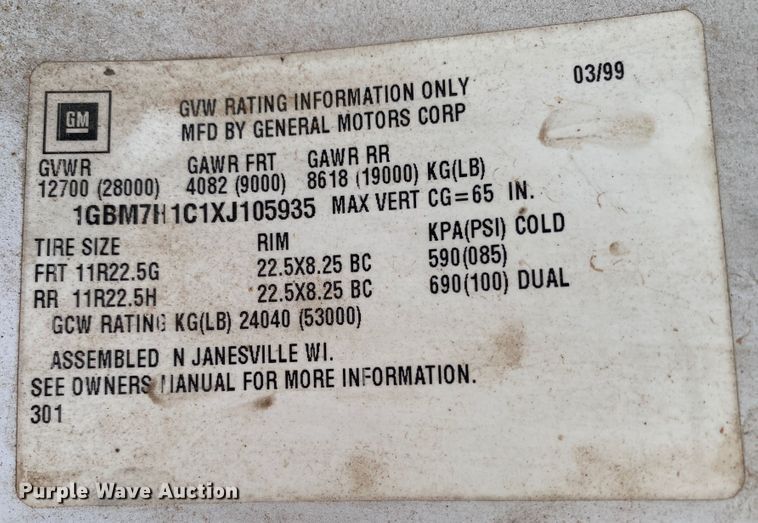 03/99
GM
GVW RATING INFORMATION ONLY
MFD BY GENERAL MOTORS CORP
GVWR GAWR FRT GAWR RR
12700 (28000) 4082 (9000) 8618 (19000) KG(LB)
1GBM7H1C1XJ105935 MAX VERT CG=65 IN.
TIRE SIZE RIM KPA(PSI) COLD
FRT 11R22.5G 22.5X8.25 BC 590(085)
RR 11R22.5H 22.5X8.25 BC 690(100) DUAL
GCW RATING KG(LB) 24040 (53000)
ASSEMBLED N JANESVILLE WI.
SEE OWNERS MANUAL FOR MORE INFORMATION.
301
Purple Wave Auction